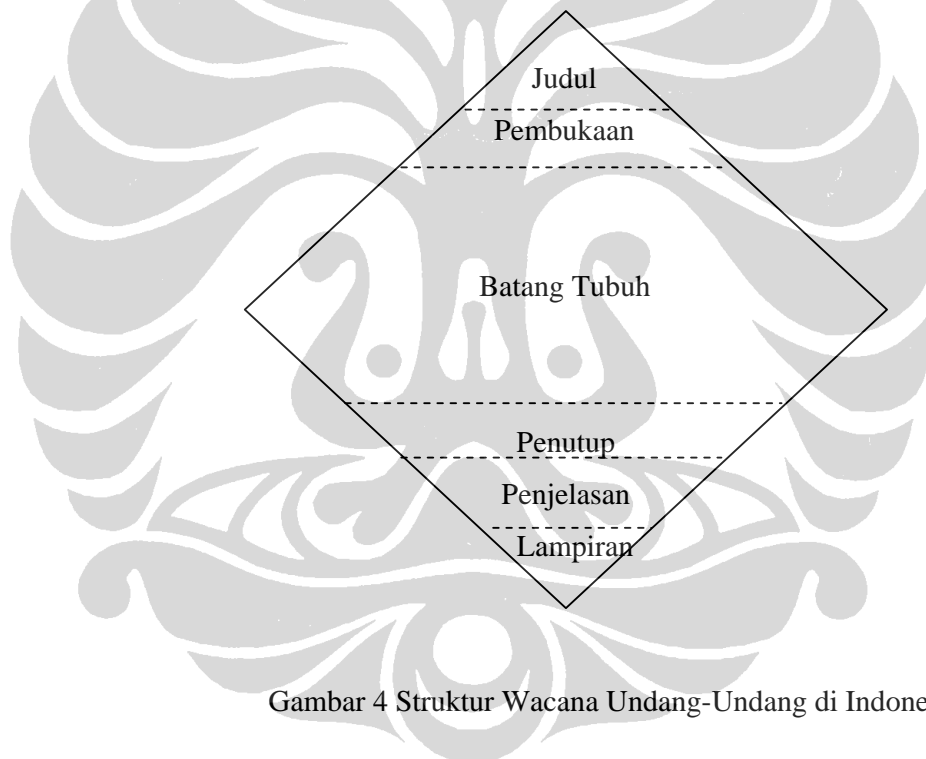 Judul
Pembukaan
Batang Tubuh
Penutup
Penjelasan
Lampiran
Gambar 4 Struktur Wacana Undang-Undang di Indone